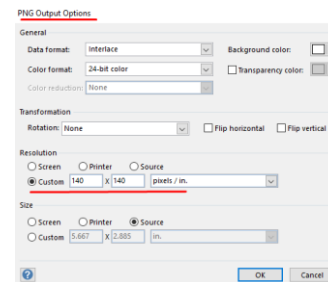 PNG Output Options
General
Data format: Interlace Background color:
Color format: 24-bit color Transparency color:
Color reduction: None
Transformation
Rotation: None Flip horizontal Flip vertical
Resolution
Screen Printer Source
Custom 140 x 140 pixels / in.
Size
Screen Printer Source
Custom 5.667 x 2.885 in.
? OK Cancel